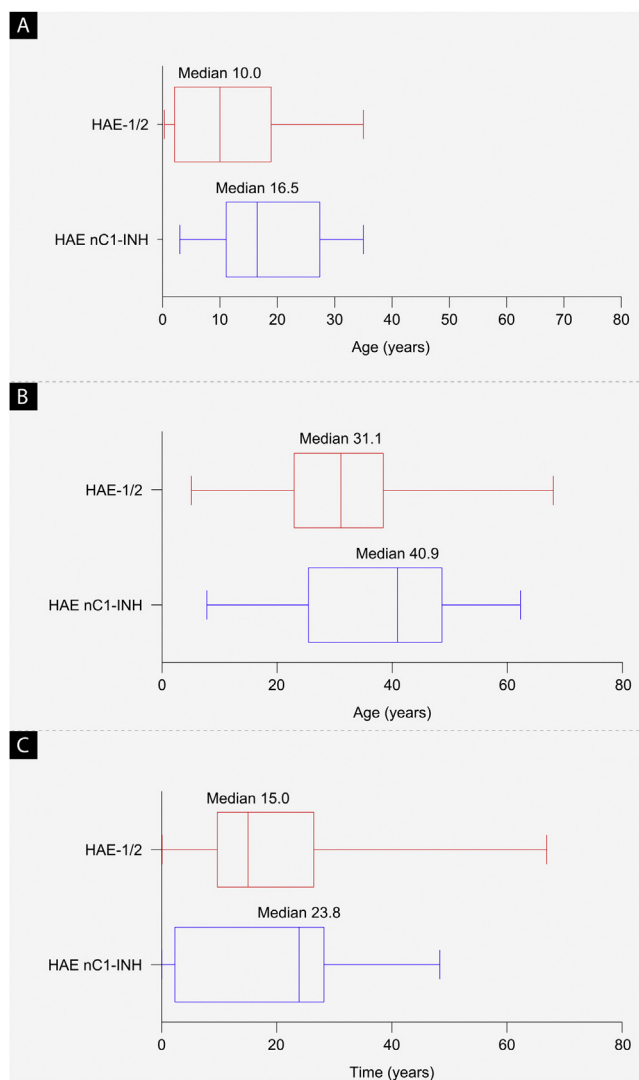 A
Median 10.0
HAE-1/2
Median 16.5
HAE nC1-INH
0 10 20 30 40 50 60 70 80
Age (years)
B
Median 31.1
HAE-1/2
Median 40.9
HAE nC1-INH
0 20 40 60 80
Age (years)
C
Median 15.0
HAE-1/2
Median 23.8
HAE nC1-INH
0 20 40 60 80
Time (years)